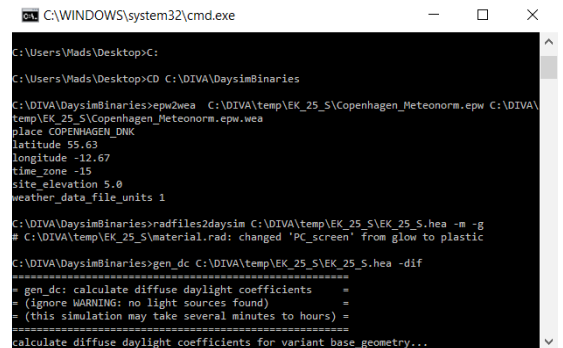 C:\WINDOWS\system32\cmd.exe
C:\Users\Mads\Desktop>C:
C:\Users\Mads\Desktop>CD C:\DIVA\DaysimBinaries
C:\DIVA\DaysimBinaries>epw2wea  C:\DIVA\temp\EK_25_S\Copenhagen_Meteonorm.epw C:\DIVA\
temp\EK_25_S\Copenhagen_Meteonorm.epw.wea
place COPENHAGEN_DNK
latitude 55.63
longitude -12.67
time_zone -15
site_elevation 5.0
weather_data_file_units 1
C:\DIVA\DaysimBinaries>radfiles2daysim C:\DIVA\temp\EK_25_S\EK_25_S.hea -m -g
# C:\DIVA\temp\EK_25_S\material.rad: changed 'PC_screen' from glow to plastic
C:\DIVA\DaysimBinaries>gen_dc C:\DIVA\temp\EK_25_S\EK_25_S.hea -dif
======================================================
= gen_dc: calculate diffuse daylight coefficients     =
= (ignore WARNING: no light sources found)            =
= (this simulation may take several minutes to hours) =
======================================================
calculate diffuse daylight coefficients for variant base geometry...